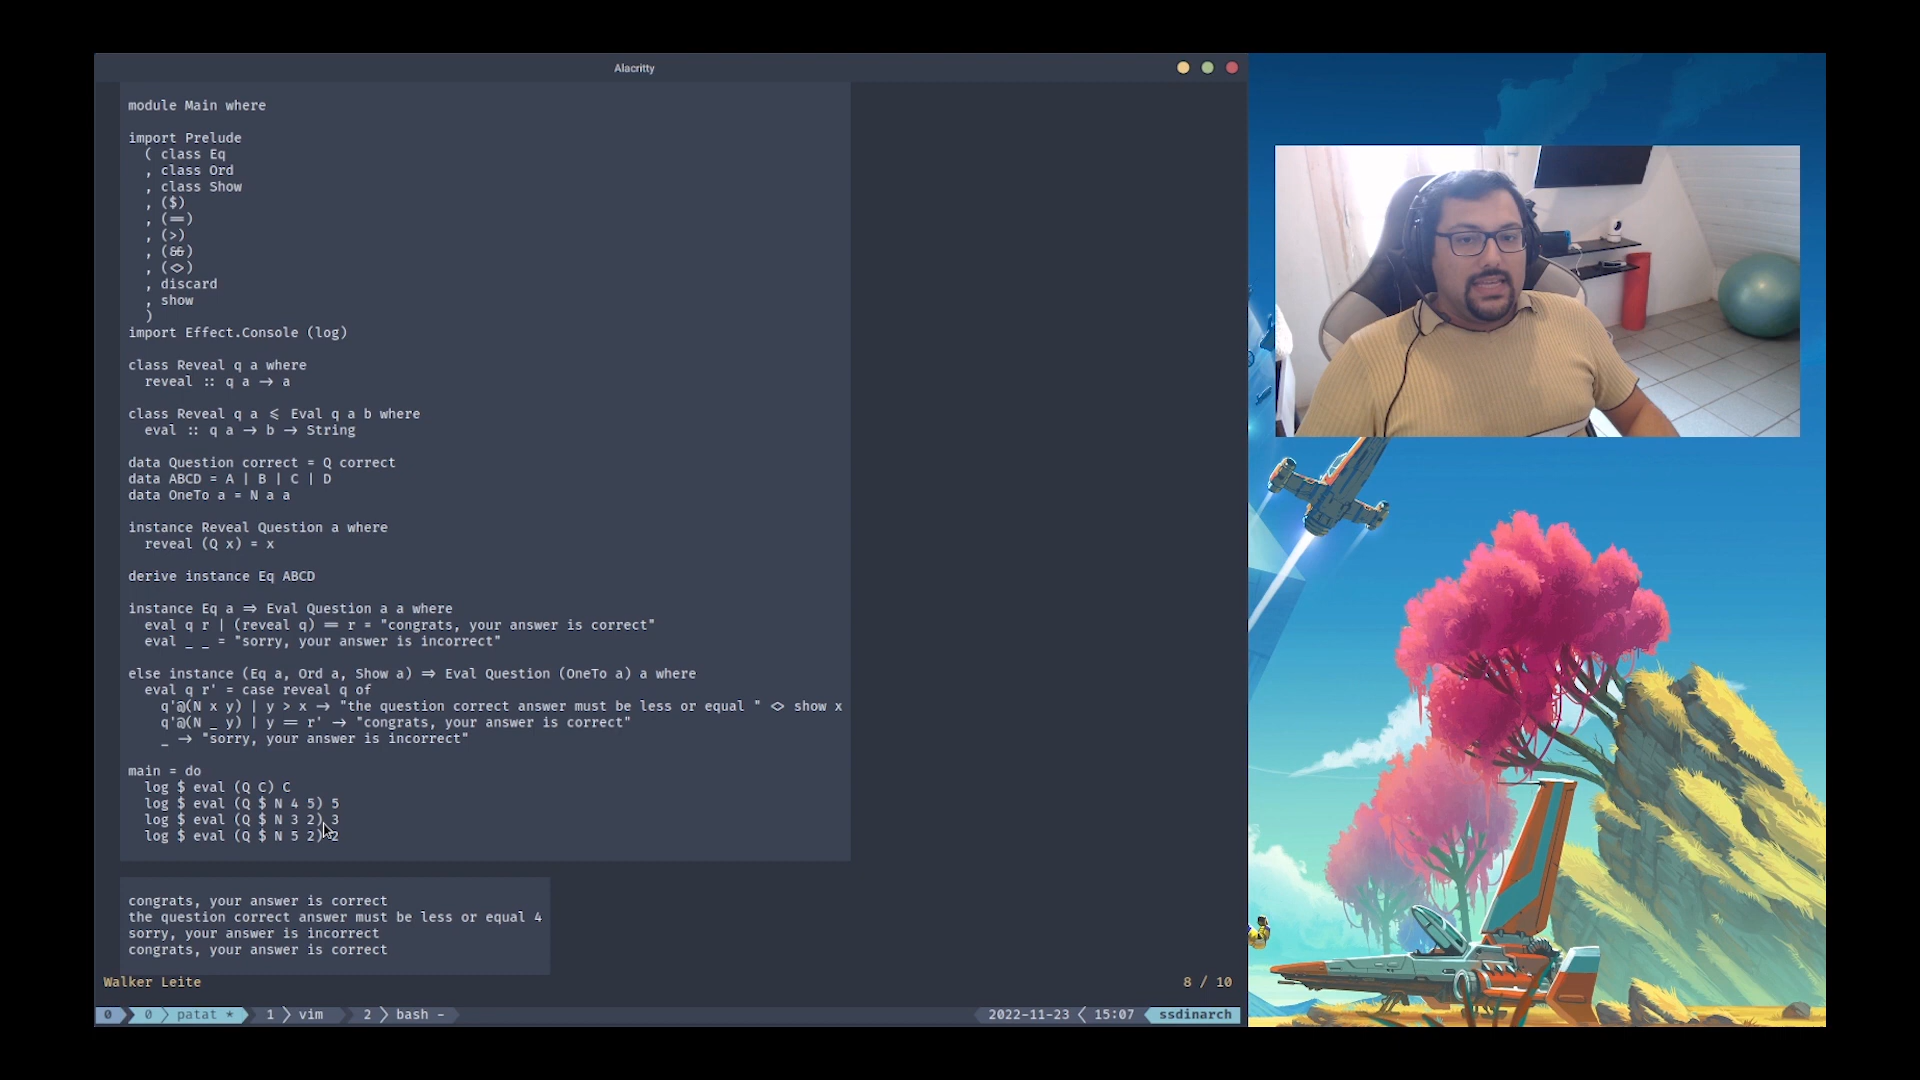 Alacritty
module Main where
import Prelude
( class Eq
, class Ord
, class Show
, ($)
, (==)
, (>)
, (&&)
, (<>)
, discard
, show
)
import Effect.Console (log)
class Reveal q a where
reveal :: q a -> a
class Reveal q a <= Eval q a b where
eval :: q a -> b -> String
data Question correct = Q correct
data ABCD = A | B | C | D
data OneTo a = N a a
instance Reveal Question a where
reveal (Q x) = x
derive instance Eq ABCD
instance Eq a => Eval Question a a where
eval q r | (reveal q) == r = "congrats, your answer is correct"
eval _ _ = "sorry, your answer is incorrect"
else instance (Eq a, Ord a, Show a) => Eval Question (OneTo a) a where
eval q r' = case reveal q of
q'@(N x y) | y > x -> "the question correct answer must be less or equal " <> show x
q'@(N _ y) | y == r' -> "congrats, your answer is correct"
_ -> "sorry, your answer is incorrect"
main = do
log $ eval (Q C) C
log $ eval (Q $ N 4 5) 5
log $ eval (Q $ N 3 2) 3
log $ eval (Q $ N 5 2) 2
congrats, your answer is correct
the question correct answer must be less or equal 4
sorry, your answer is incorrect
congrats, your answer is correct
Walker Leite
8 / 10
0 0 patat * 1 vim 2 bash -
2022-11-23 15:07 ssdinarch